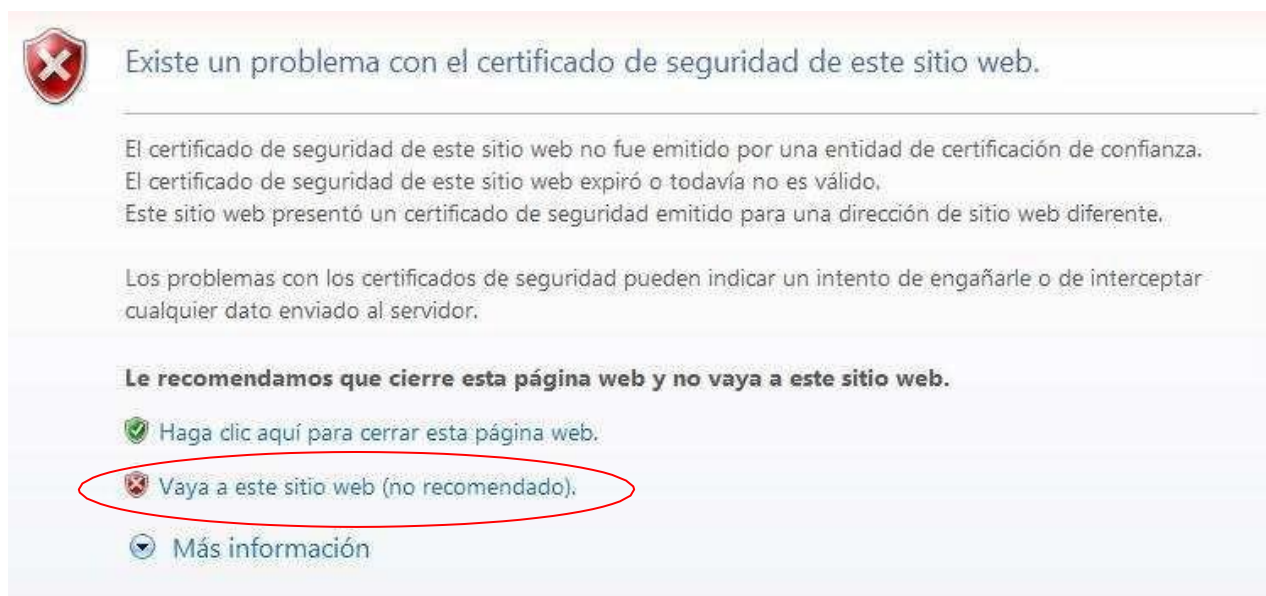 Existe un problema con el certificado de seguridad de este sitio web.
El certificado de seguridad de este sitio web no fue emitido por una entidad de certificación de confianza.
El certificado de seguridad de este sitio web expiró o todavía no es válido.
Este sitio web presentó un certificado de seguridad emitido para una dirección de sitio web diferente.
Los problemas con los certificados de seguridad pueden indicar un intento de engañarle o de interceptar
cualquier dato enviado al servidor.
Le recomendamos que cierre esta página web y no vaya a este sitio web.
Haga clic aquí para cerrar esta página web.
Vaya a este sitio web (no recomendado).
Más información